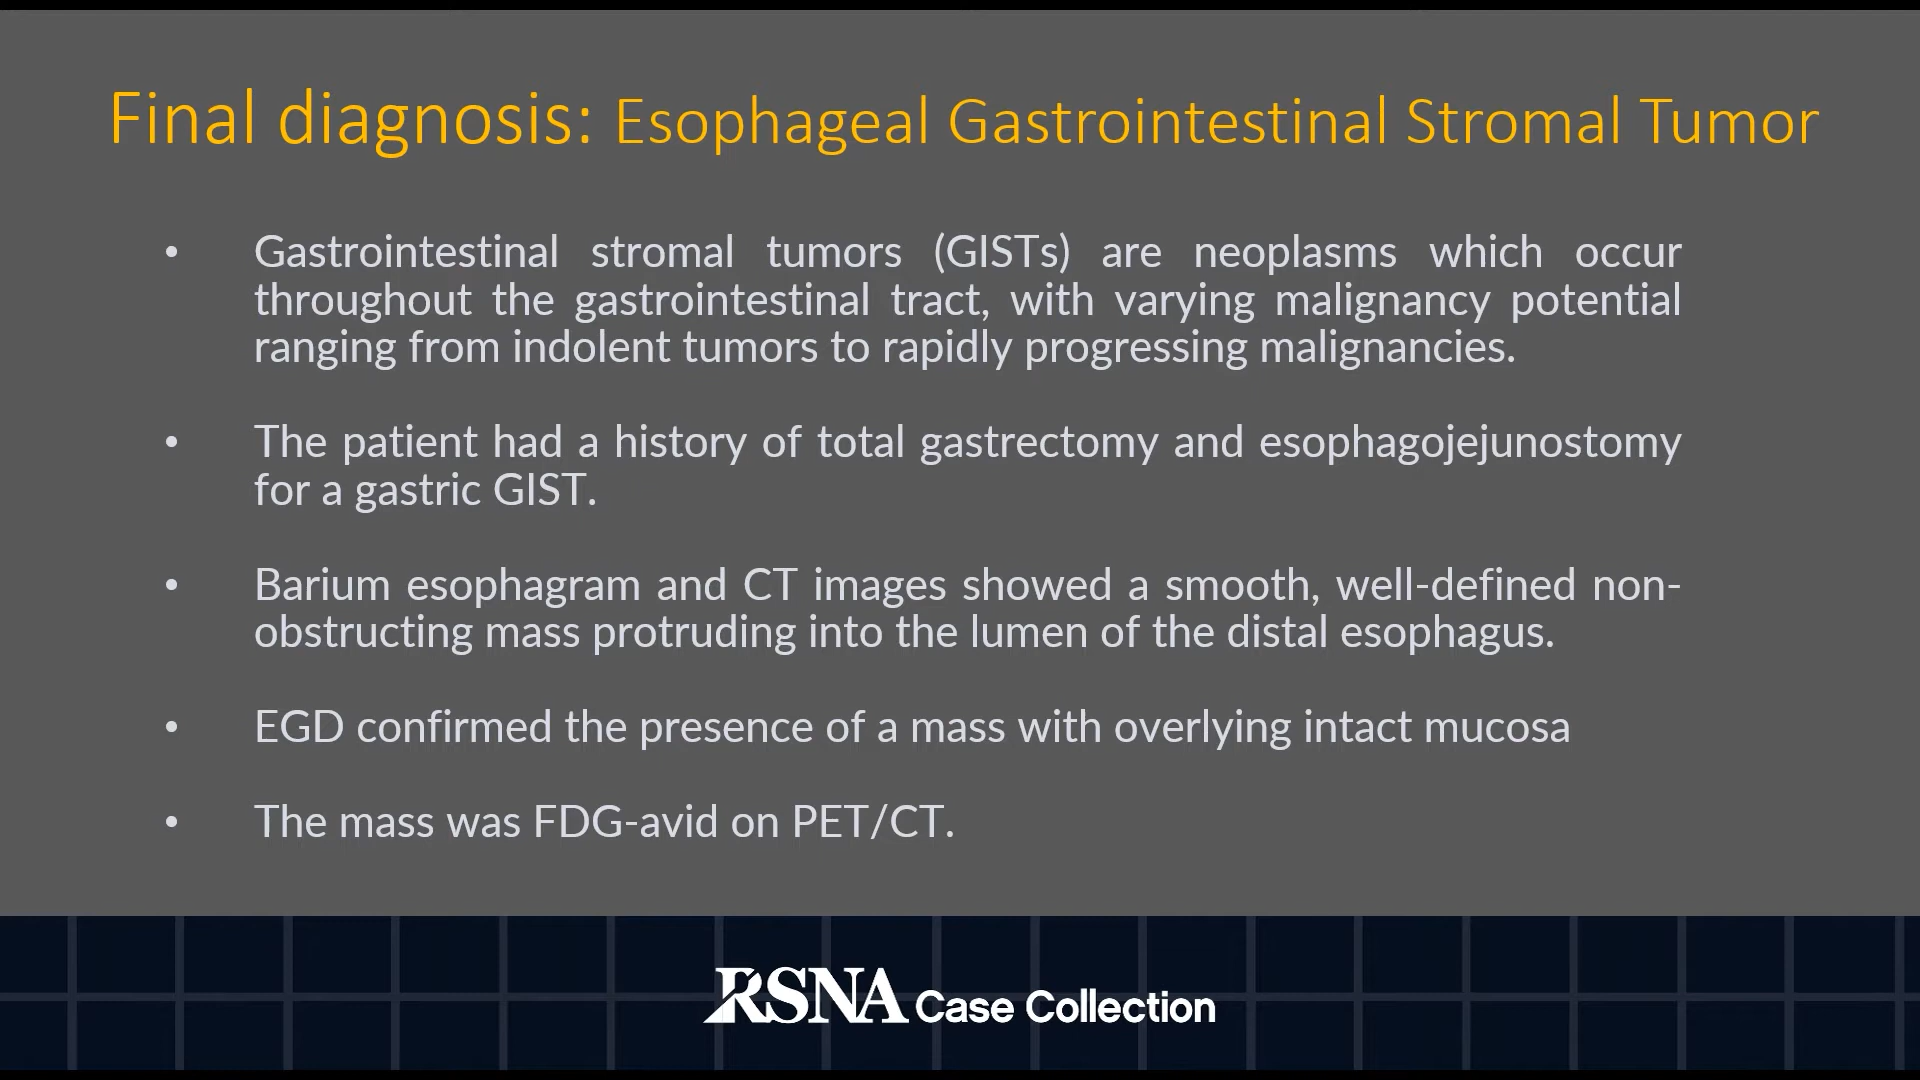 Final diagnosis: Esophageal Gastrointestinal Stromal Tumor
• Gastrointestinal stromal tumors (GISTs) are neoplasms which occur
throughout the gastrointestinal tract, with varying malignancy potential
ranging from indolent tumors to rapidly progressing malignancies.
• The patient had a history of total gastrectomy and esophagojejunostomy
for a gastric GIST.
• Barium esophagram and CT images showed a smooth, well-defined non-
obstructing mass protruding into the lumen of the distal esophagus.
• EGD confirmed the presence of a mass with overlying intact mucosa
• The mass was FDG-avid on PET/CT.
RSNA Case Collection